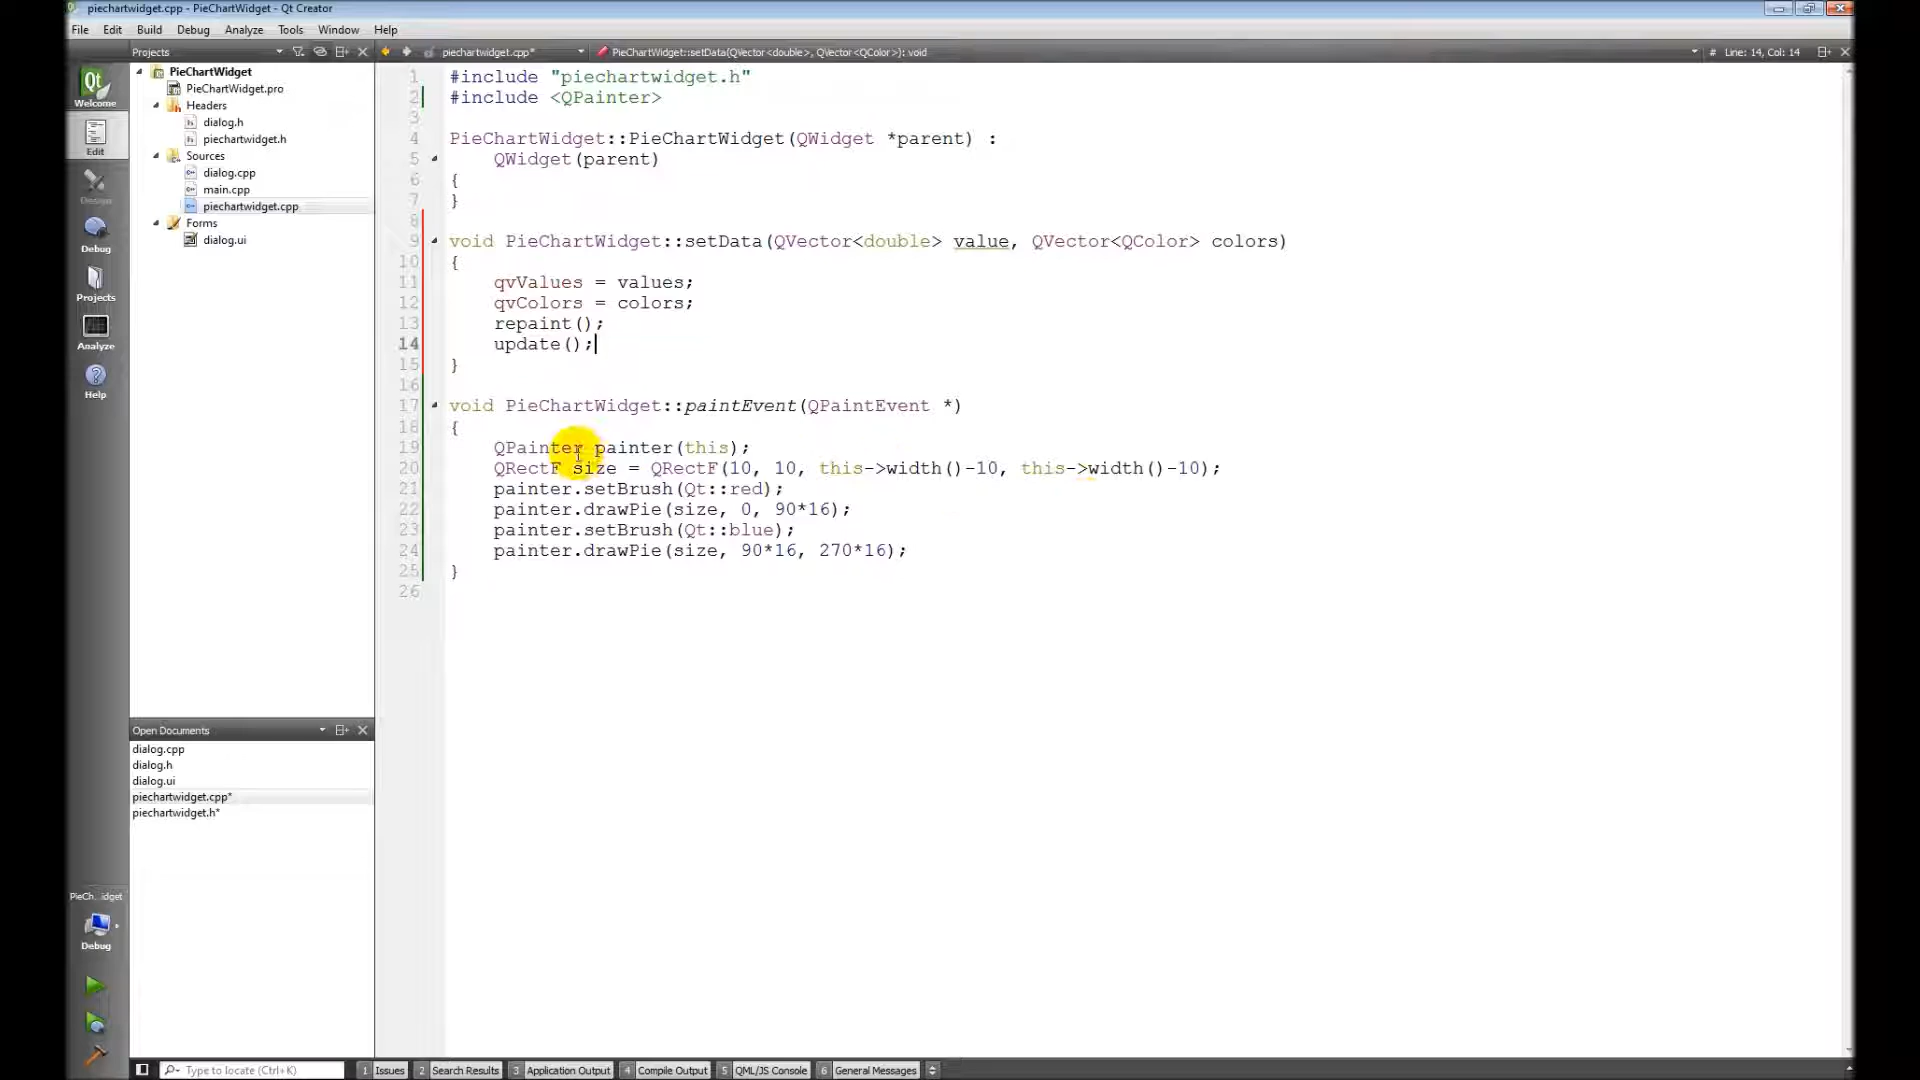 piechartwidget.cpp - PieChartWidget - Qt Creator
File Edit Build Debug Analyze Tools Window Help
Projects
piechartwidget.cpp*
PieChartWidget::setData(QVector<double>, QVector<QColor>): void
# Line: 14, Col: 14
Welcome
Edit
Design
Debug
Projects
Analyze
Help
PieChartWidget
PieChartWidget.pro
Headers
dialog.h
piechartwidget.h
Sources
dialog.cpp
main.cpp
piechartwidget.cpp
Forms
dialog.ui
1 #include "piechartwidget.h"
2 #include <QPainter>
3
4 PieChartWidget::PieChartWidget(QWidget *parent) :
5     QWidget(parent)
6 {
7 }
8
9 void PieChartWidget::setData(QVector<double> value, QVector<QColor> colors)
10 {
11     qvValues = values;
12     qvColors = colors;
13     repaint();
14     update();
15 }
16
17 void PieChartWidget::paintEvent(QPaintEvent *)
18 {
19     QPainter painter(this);
20     QRectF size = QRectF(10, 10, this->width()-10, this->width()-10);
21     painter.setBrush(Qt::red);
22     painter.drawPie(size, 0, 90*16);
23     painter.setBrush(Qt::blue);
24     painter.drawPie(size, 90*16, 270*16);
25 }
26
Open Documents
dialog.cpp
dialog.h
dialog.ui
piechartwidget.cpp*
piechartwidget.h*
PieCh...idget
Debug
Type to locate (Ctrl+K)
1 Issues
2 Search Results
3 Application Output
4 Compile Output
5 QML/JS Console
6 General Messages